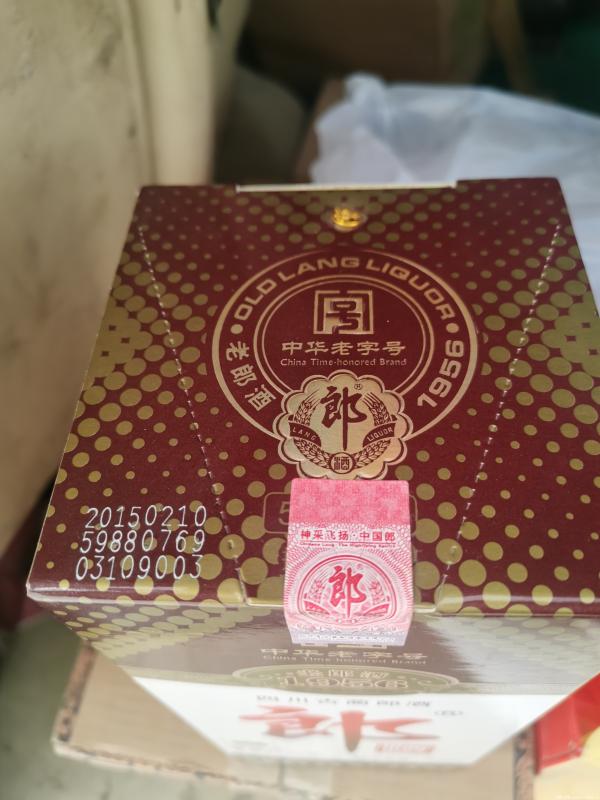 OLD LANG LIQUOR
号
中华老字号
China Time-honored Brand
老郎酒
1956
郎
®
LANG
LIQUOR
酒
20150210
59880769
03109003
神采飞扬·中国郎
郎
中华老字号
China Time-honored Brand
郎